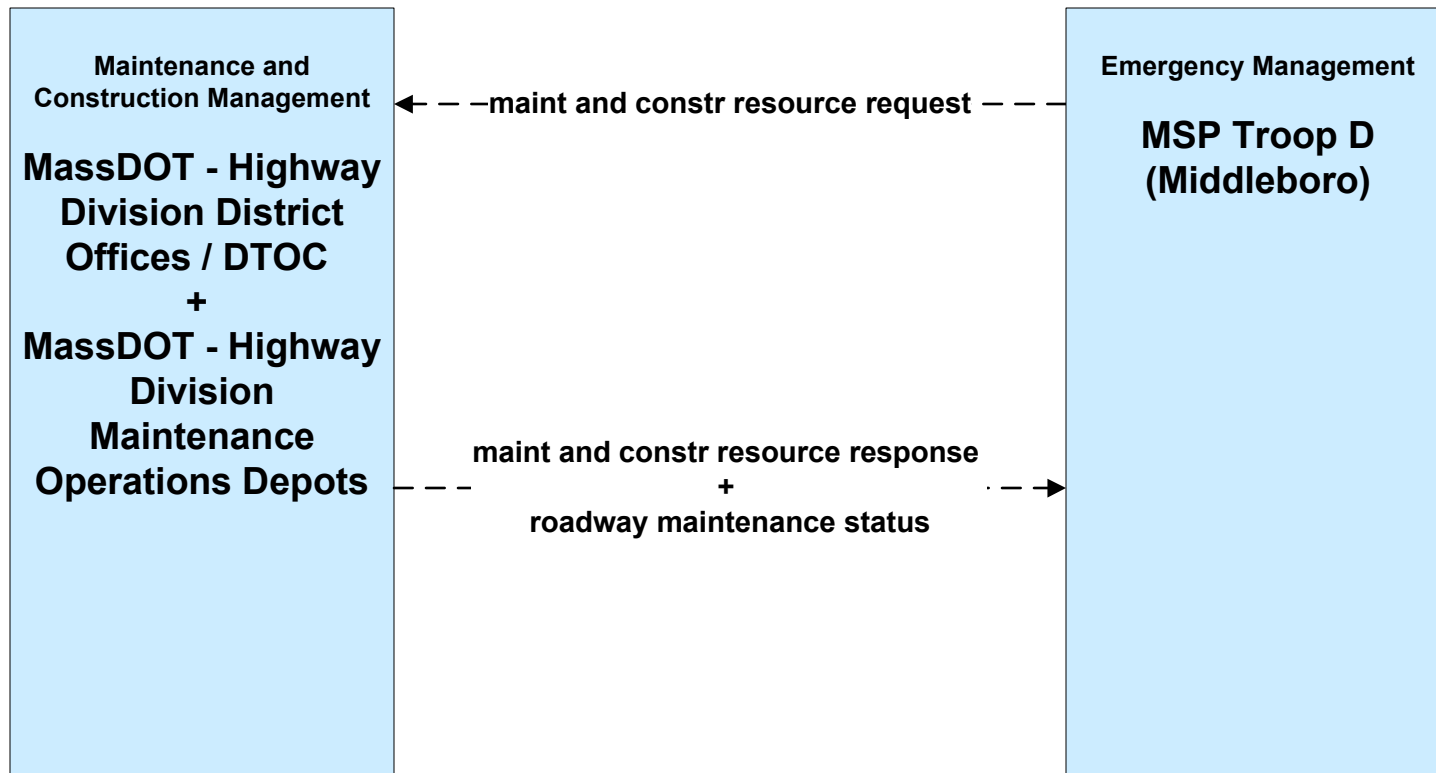 Maintenance and
Construction Management
MassDOT - Highway
Division District
Offices / DTOC
+
MassDOT - Highway
Division
Maintenance
Operations Depots
maint and constr resource request
maint and constr resource response
+
roadway maintenance status
Emergency Management
MSP Troop D
(Middleboro)